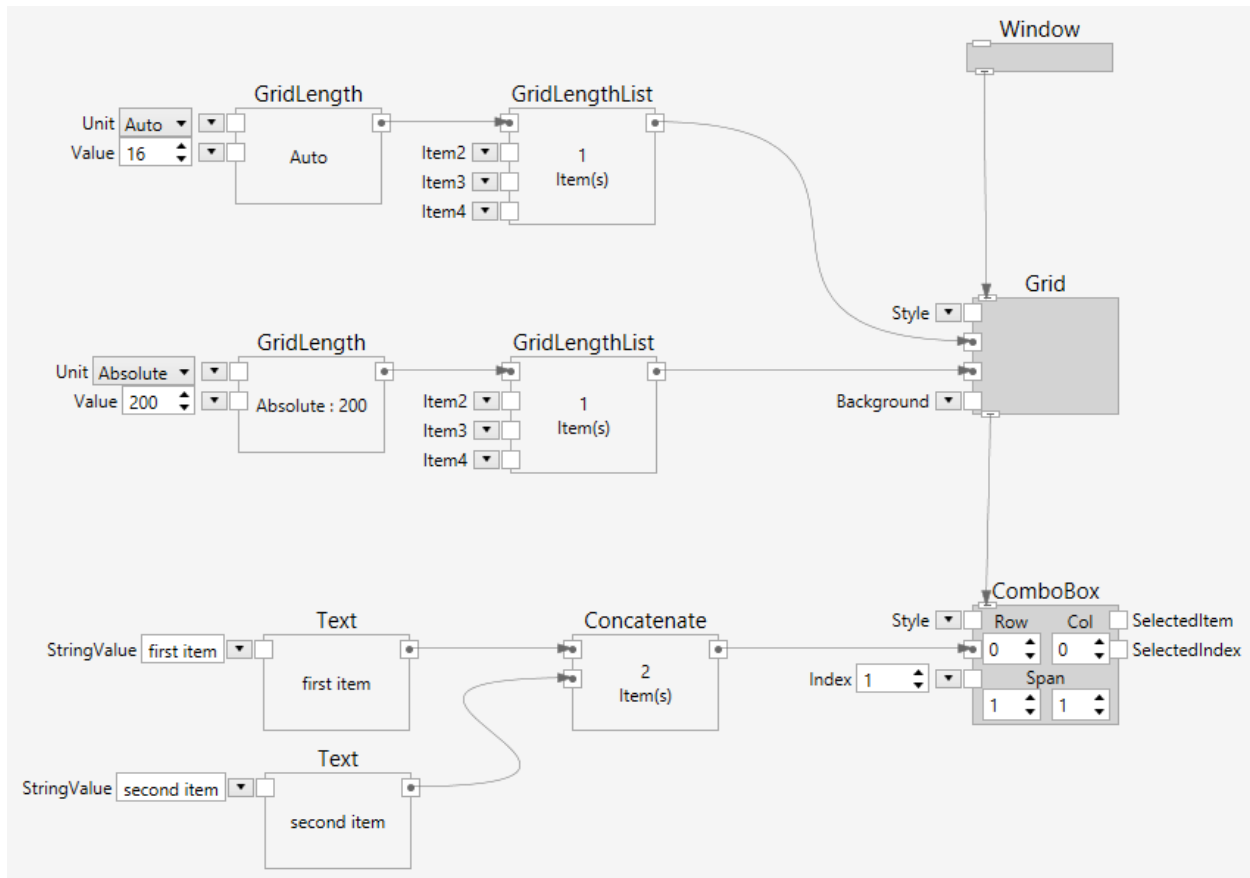 Window
GridLength
GridLengthList
Unit Auto
Value 16
Auto
1
Item(s)
Item2
Item3
Item4
Grid
Style
Background
GridLength
GridLengthList
Unit Absolute
Value 200
Absolute : 200
1
Item(s)
Item2
Item3
Item4
ComboBox
Style
Row Col
SelectedItem
0 0
SelectedIndex
Index 1
Span
1 1
Text
StringValue first item
first item
Concatenate
2
Item(s)
Text
StringValue second item
second item